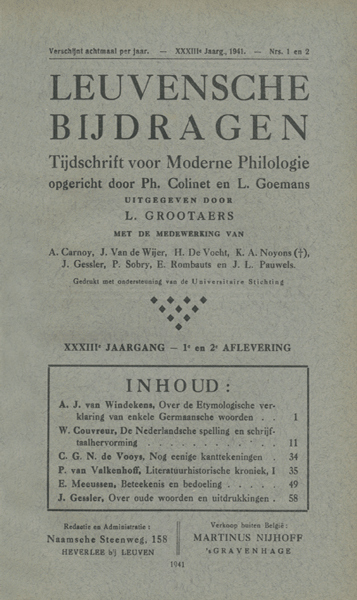 Verschijnt achtmaal per jaar. — XXXIIIe Jaarg., 1941. — Nrs. 1 en 2
LEUVENSCHE
BIJDRAGEN
Tijdschrift voor Moderne Philologie
opgericht door Ph. Colinet en L. Goemans
UITGEGEVEN DOOR
L. GROOTAERS
MET DE MEDEWERKING VAN
A. Carnoy, J. Van de Wijer, H. De Vocht, K. A. Noyons (†),
J. Gessler, P. Sobry, E. Rombauts en J. L. Pauwels.
Gedrukt met ondersteuning van de Universitaire Stichting
XXXIIIe JAARGANG — 1e en 2e AFLEVERING
INHOUD :
A. J. van Windekens, Over de Etymologische ver-
klaring van enkele Germaansche woorden . . 1
W. Couvreur, De Nederlandsche spelling en schrijf-
taalhervorming . . . . . . . . . . . . 11
C. G. N. de Vooys, Nog eenige kanttekeningen . 34
P. van Valkenhoff, Literatuurhistorische kroniek, I 35
E. Meeussen, Beteekenis en bedoeling . . . . . 49
J. Gessler, Over oude woorden en uitdrukkingen . 58
Redactie en Administratie :
Naamsche Steenweg, 158
HEVERLEE bij LEUVEN
Verkoop buiten België :
MARTINUS NIJHOFF
's GRAVENHAGE
1941